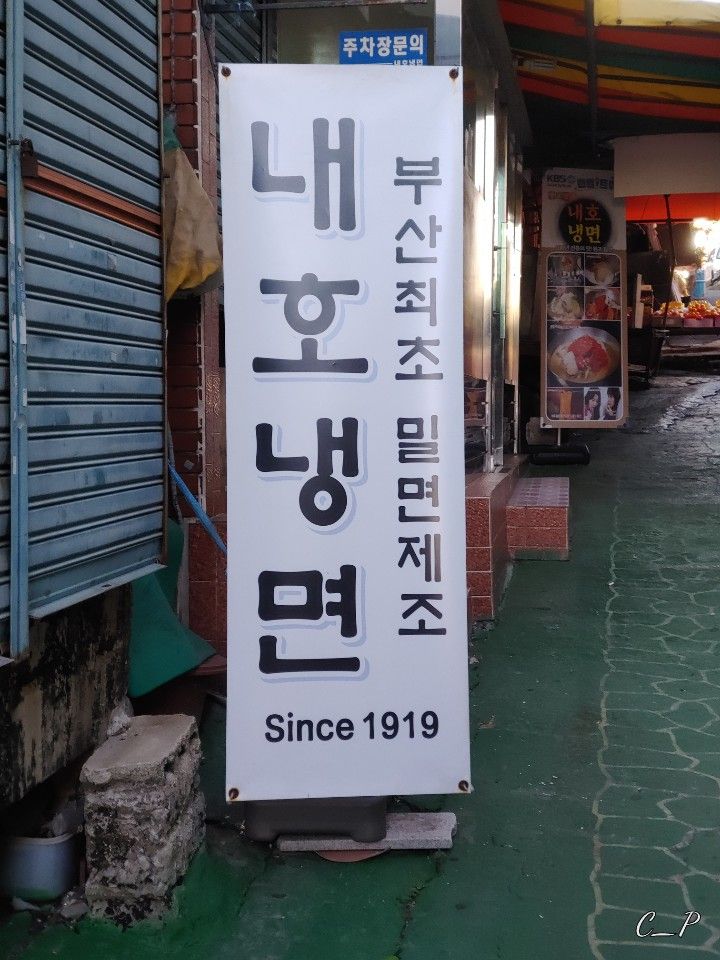 주차장문의
내호냉면
부산최초 밀면제조
Since 1919
KBS
내호
냉면
C_P